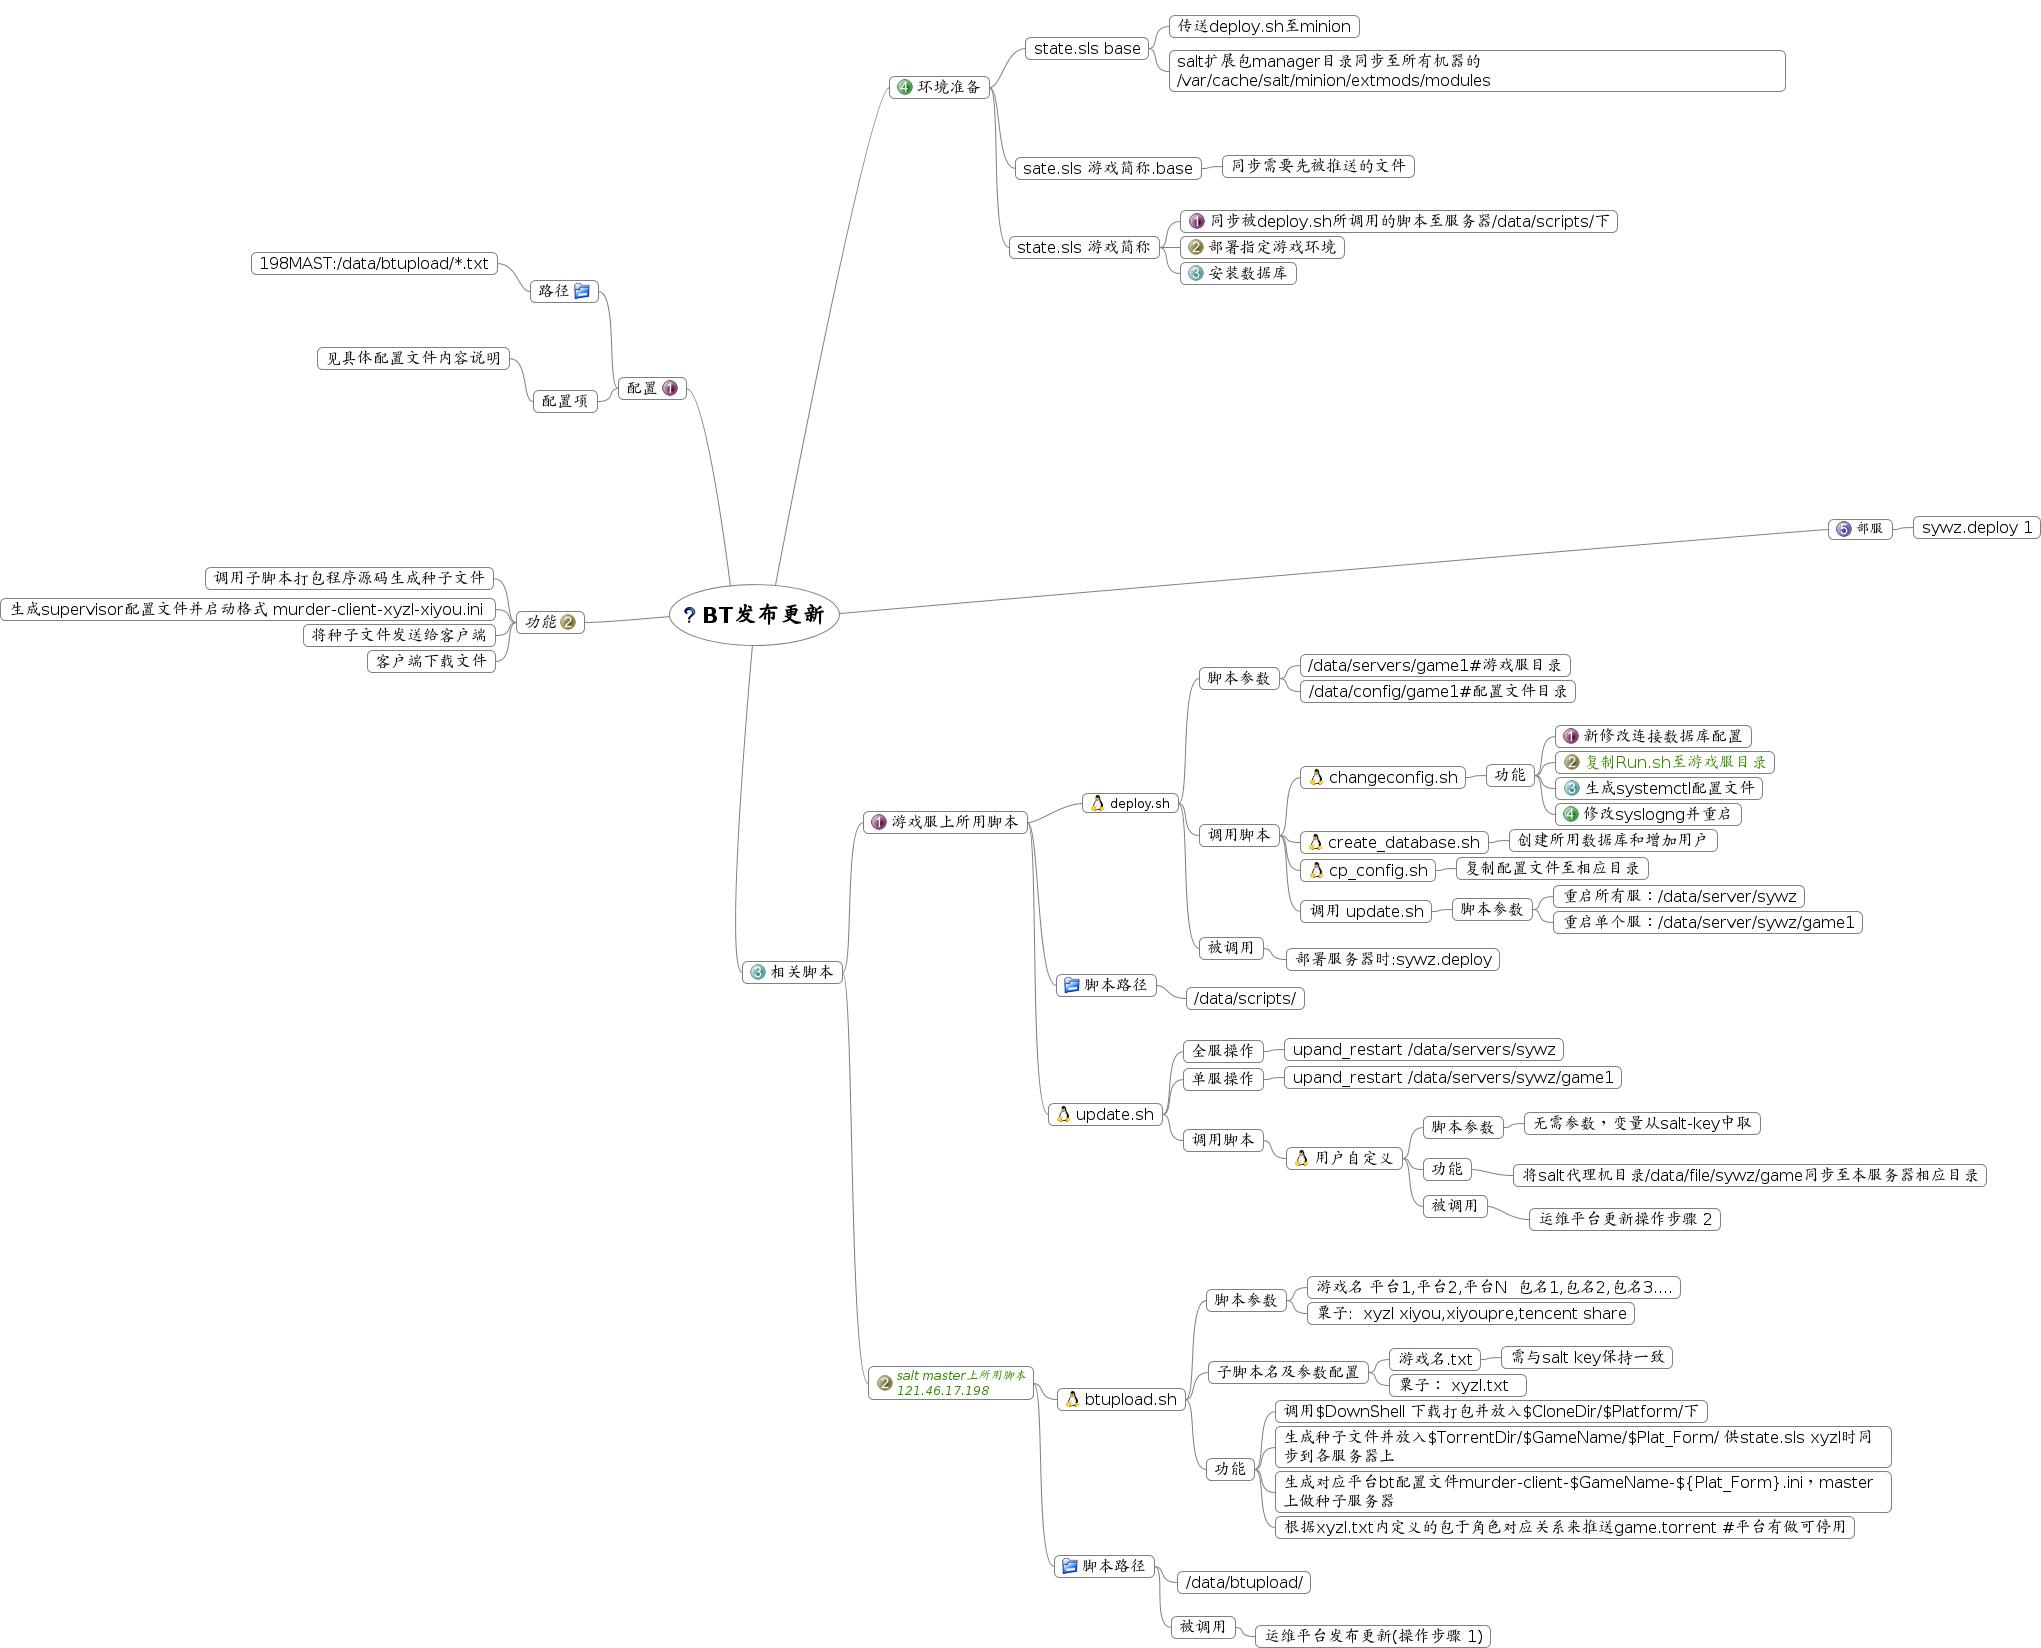 BT发布更新
配置
路径
198MAST:/data/btupload/*.txt
配置项
见具体配置文件内容说明
功能
调用子脚本打包程序源码生成种子文件
生成supervisor配置文件并启动格式 murder-client-xyzl-xiyou.ini
将种子文件发送给客户端
客户端下载文件
相关脚本
游戏服上所用脚本
deploy.sh
脚本参数
/data/servers/game1#游戏服目录
/data/config/game1#配置文件目录
调用脚本
changeconfig.sh
功能
新修改连接数据库配置
复制Run.sh至游戏服目录
生成systemctl配置文件
修改syslogng并重启
create_database.sh
创建所用数据库和增加用户
cp_config.sh
复制配置文件至相应目录
调用 update.sh
脚本参数
重启所有服：/data/server/sywz
重启单个服：/data/server/sywz/game1
被调用
部署服务器时:sywz.deploy
脚本路径
/data/scripts/
update.sh
全服操作
upand_restart /data/servers/sywz
单服操作
upand_restart /data/servers/sywz/game1
调用脚本
用户自定义
脚本参数
无需参数，变量从salt-key中取
功能
将salt代理机目录/data/file/sywz/game同步至本服务器相应目录
被调用
运维平台更新操作步骤 2
salt master上所用脚本
121.46.17.198
btupload.sh
脚本参数
游戏名 平台1,平台2,平台N  包名1,包名2,包名3....
粟子:  xyzl xiyou,xiyoupre,tencent share
子脚本名及参数配置
游戏名.txt
需与salt key保持一致
粟子： xyzl.txt
功能
调用$DownShell 下载打包并放入$CloneDir/$Platform/下
生成种子文件并放入$TorrentDir/$GameName/$Plat_Form/ 供state.sls xyzl时同
步到各服务器上
生成对应平台bt配置文件murder-client-$GameName-${Plat_Form}.ini，master
上做种子服务器
根据xyzl.txt内定义的包于角色对应关系来推送game.torrent #平台有做可停用
脚本路径
/data/btupload/
被调用
运维平台发布更新(操作步骤 1)
环境准备
state.sls base
传送deploy.sh至minion
salt扩展包manager目录同步至所有机器的
/var/cache/salt/minion/extmods/modules
sate.sls 游戏简称.base
同步需要先被推送的文件
state.sls 游戏简称
同步被deploy.sh所调用的脚本至服务器/data/scripts/下
部署指定游戏环境
安装数据库
部服
sywz.deploy 1